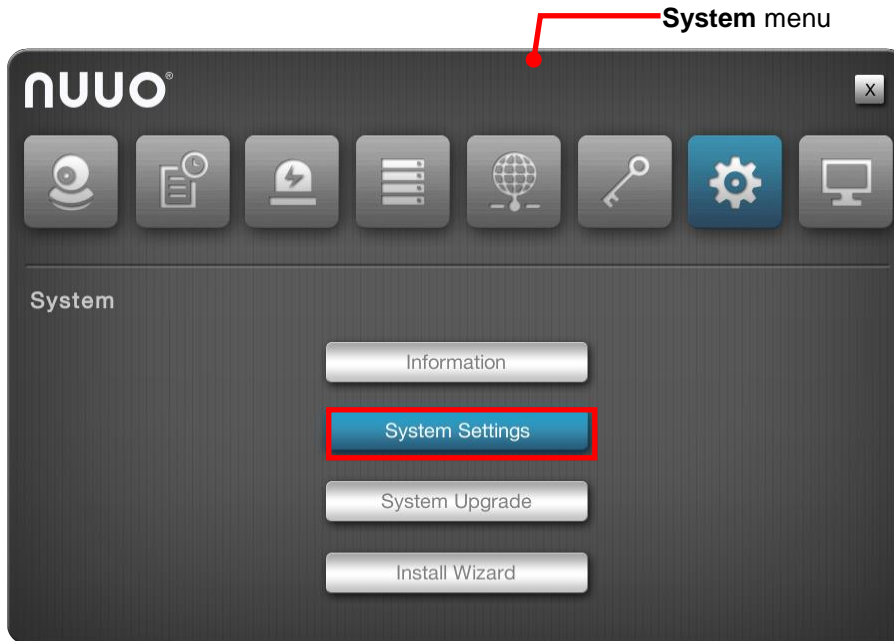 System menu
nuuo®
X
System
Information
System Settings
System Upgrade
Install Wizard